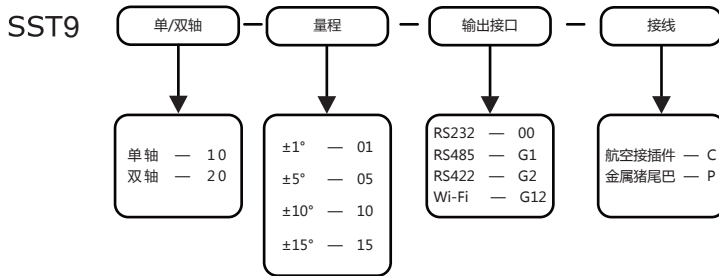 SST9 单/双轴 — 量程 — 输出接口 — 接线
单轴 — 10
双轴 — 20
±1° — 01
±5° — 05
±10° — 10
±15° — 15
RS232 — 00
RS485 — G1
RS422 — G2
Wi-Fi — G12
航空接插件 — C
金属猪尾巴 — P